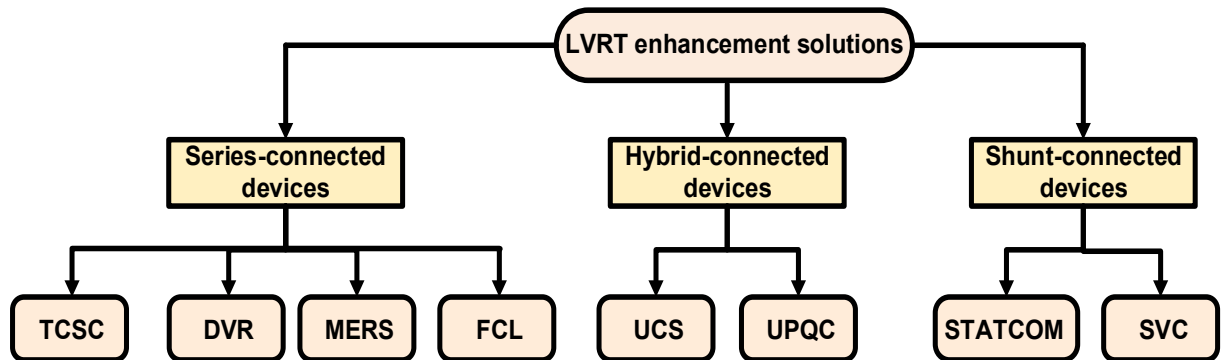 LVRT enhancement solutions
Series-connected
devices
Hybrid-connected
devices
Shunt-connected
devices
TCSC
DVR
MERS
FCL
UCS
UPQC
STATCOM
SVC